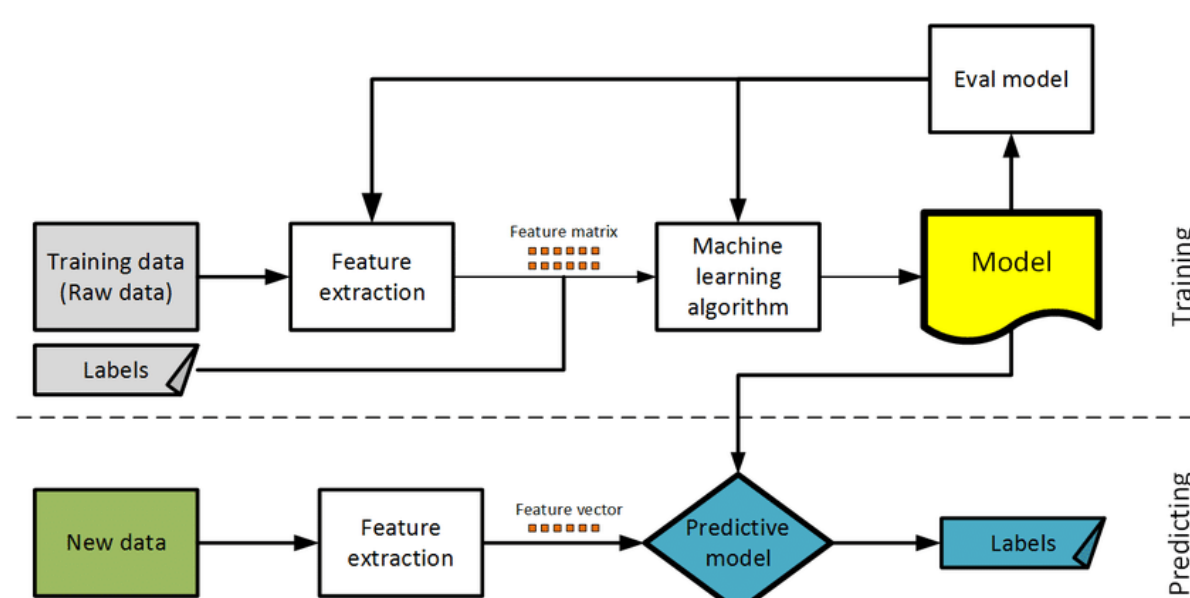 Eval model
Training data
(Raw data)
Feature
extraction
Feature matrix
Machine
learning
algorithm
Model
Training
Labels
New data
Feature
extraction
Feature vector
Predictive
model
Labels
Predicting